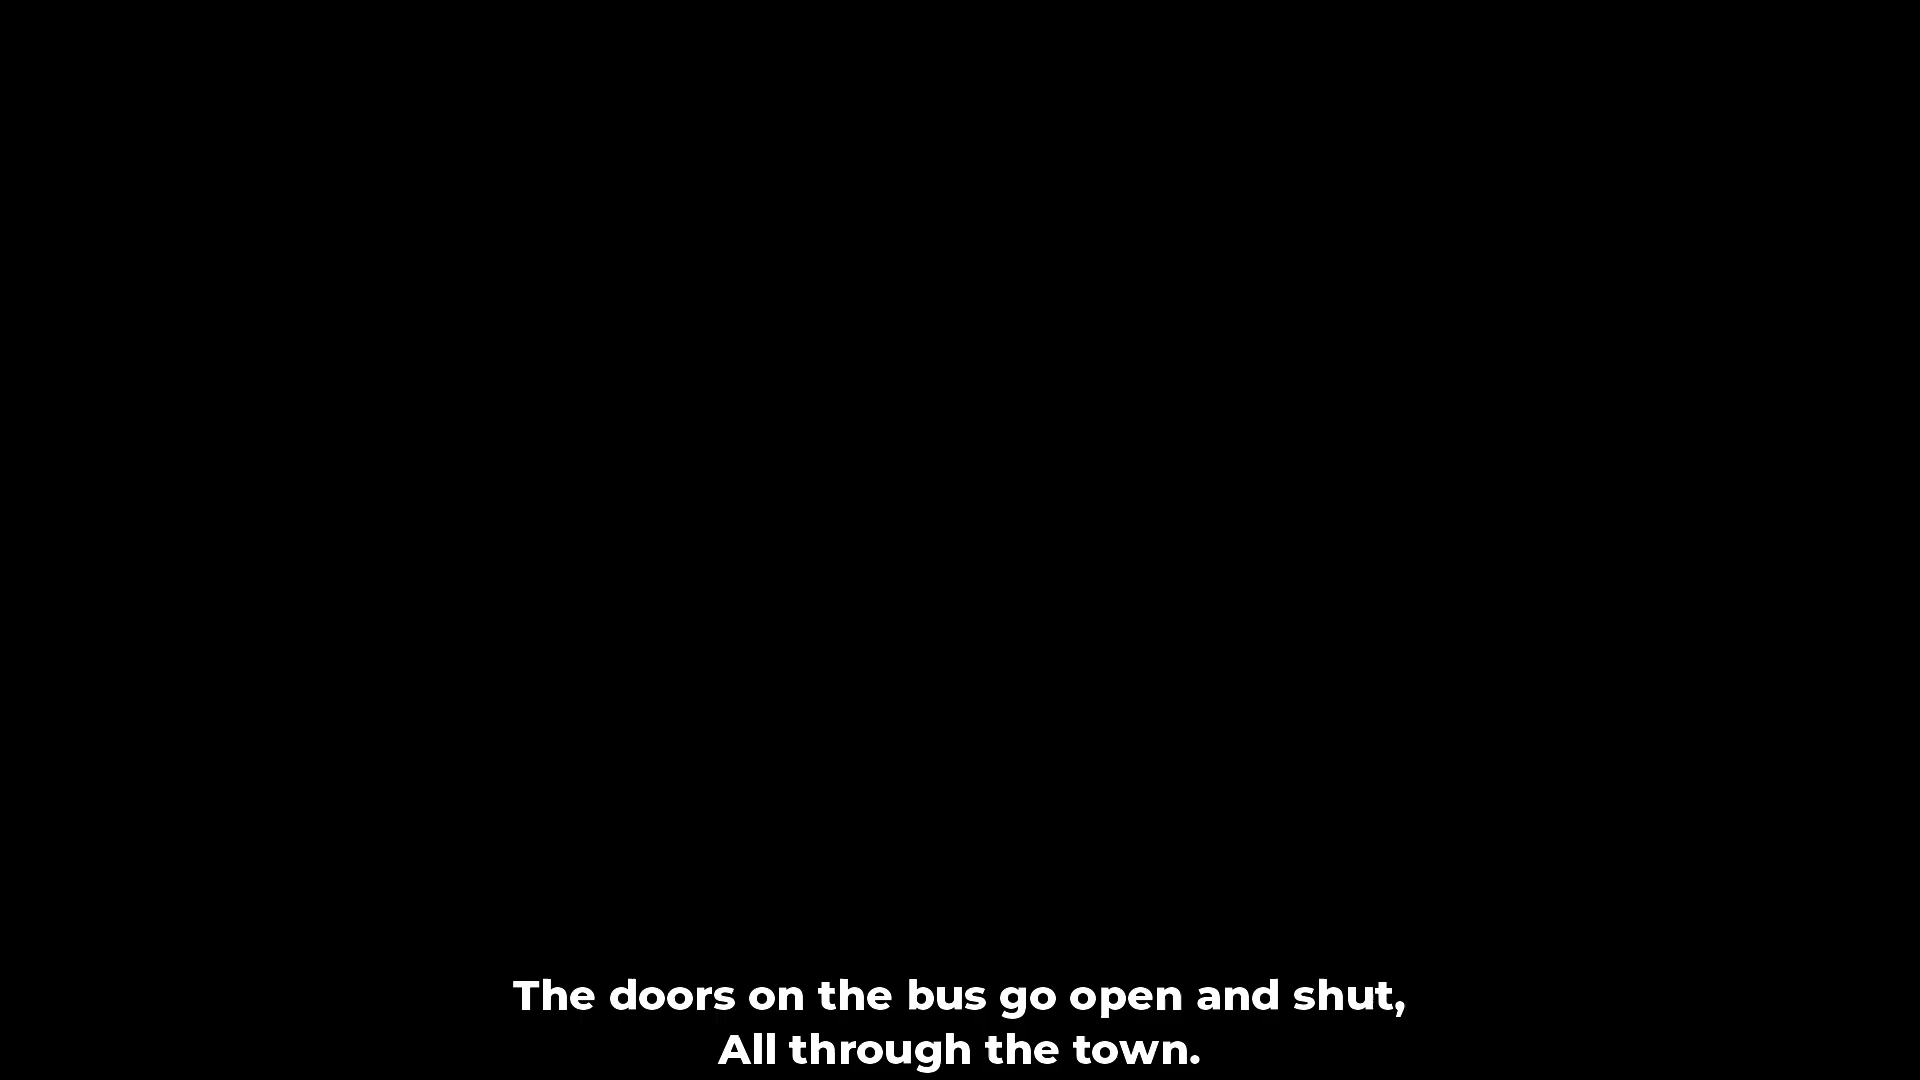 The doors on the bus go open and shut,
All through the town.